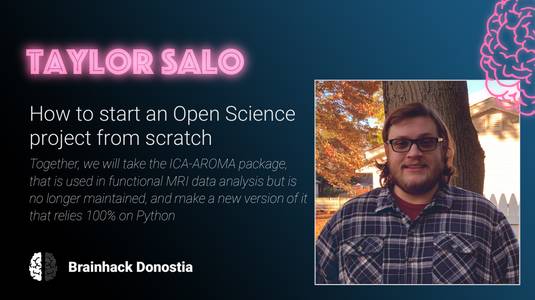 TAYLOR SALO
How to start an Open Science
project from scratch
Together, we will take the ICA-AROMA package,
that is used in functional MRI data analysis but is
no longer maintained, and make a new version of it
that relies 100% on Python
Brainhack Donostia